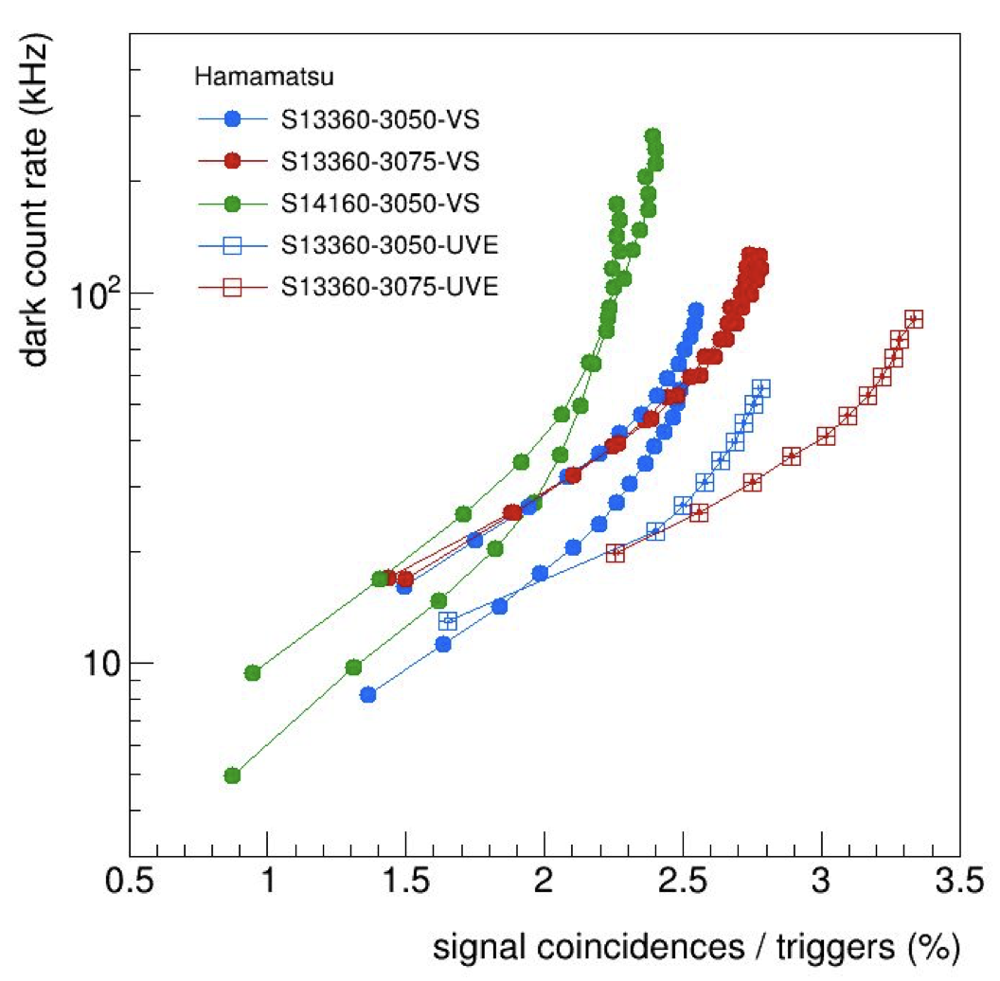 dark count rate (kHz)
Hamamatsu
S13360-3050-VS
S13360-3075-VS
S14160-3050-VS
S13360-3050-UVE
S13360-3075-UVE
10²
10
0.5 1 1.5 2 2.5 3 3.5
signal coincidences / triggers (%)